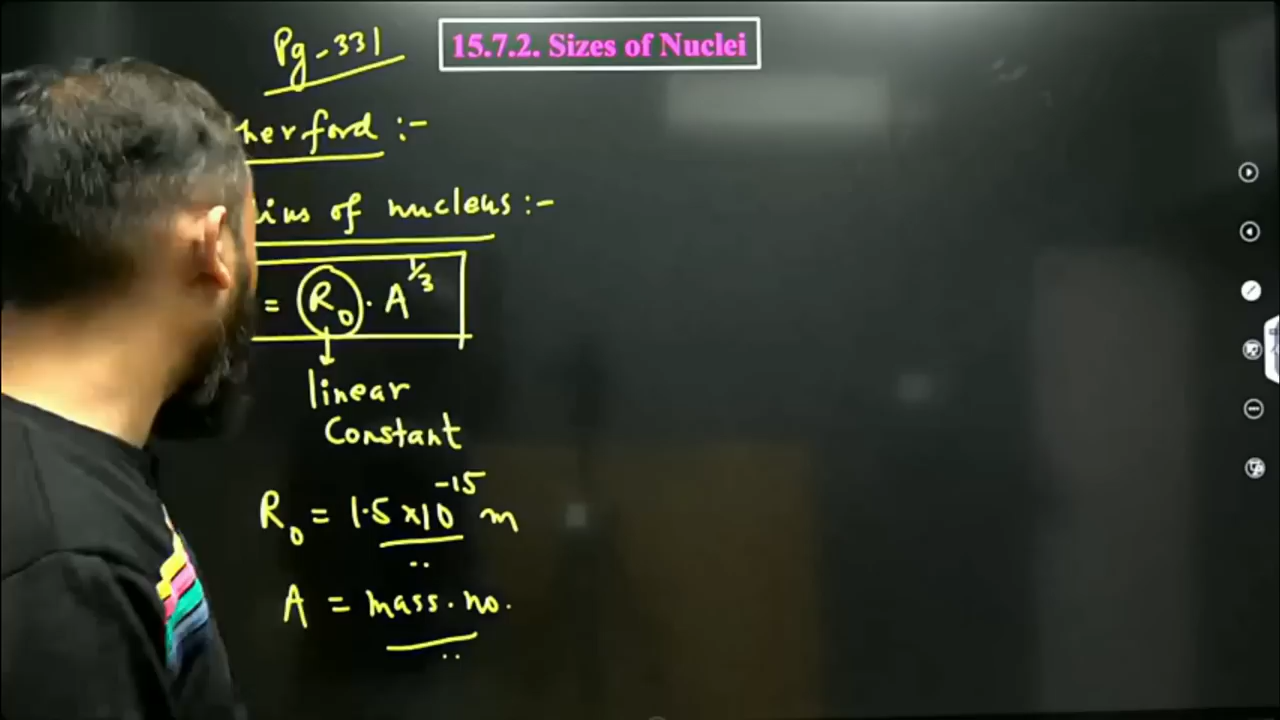 Pg-331
15.7.2. Sizes of Nuclei
herford :-
ius of nucleus :-
= R₀ · A^1/3
linear
Constant
R₀ = 1.5 ×10^-15 m
A = mass. no.